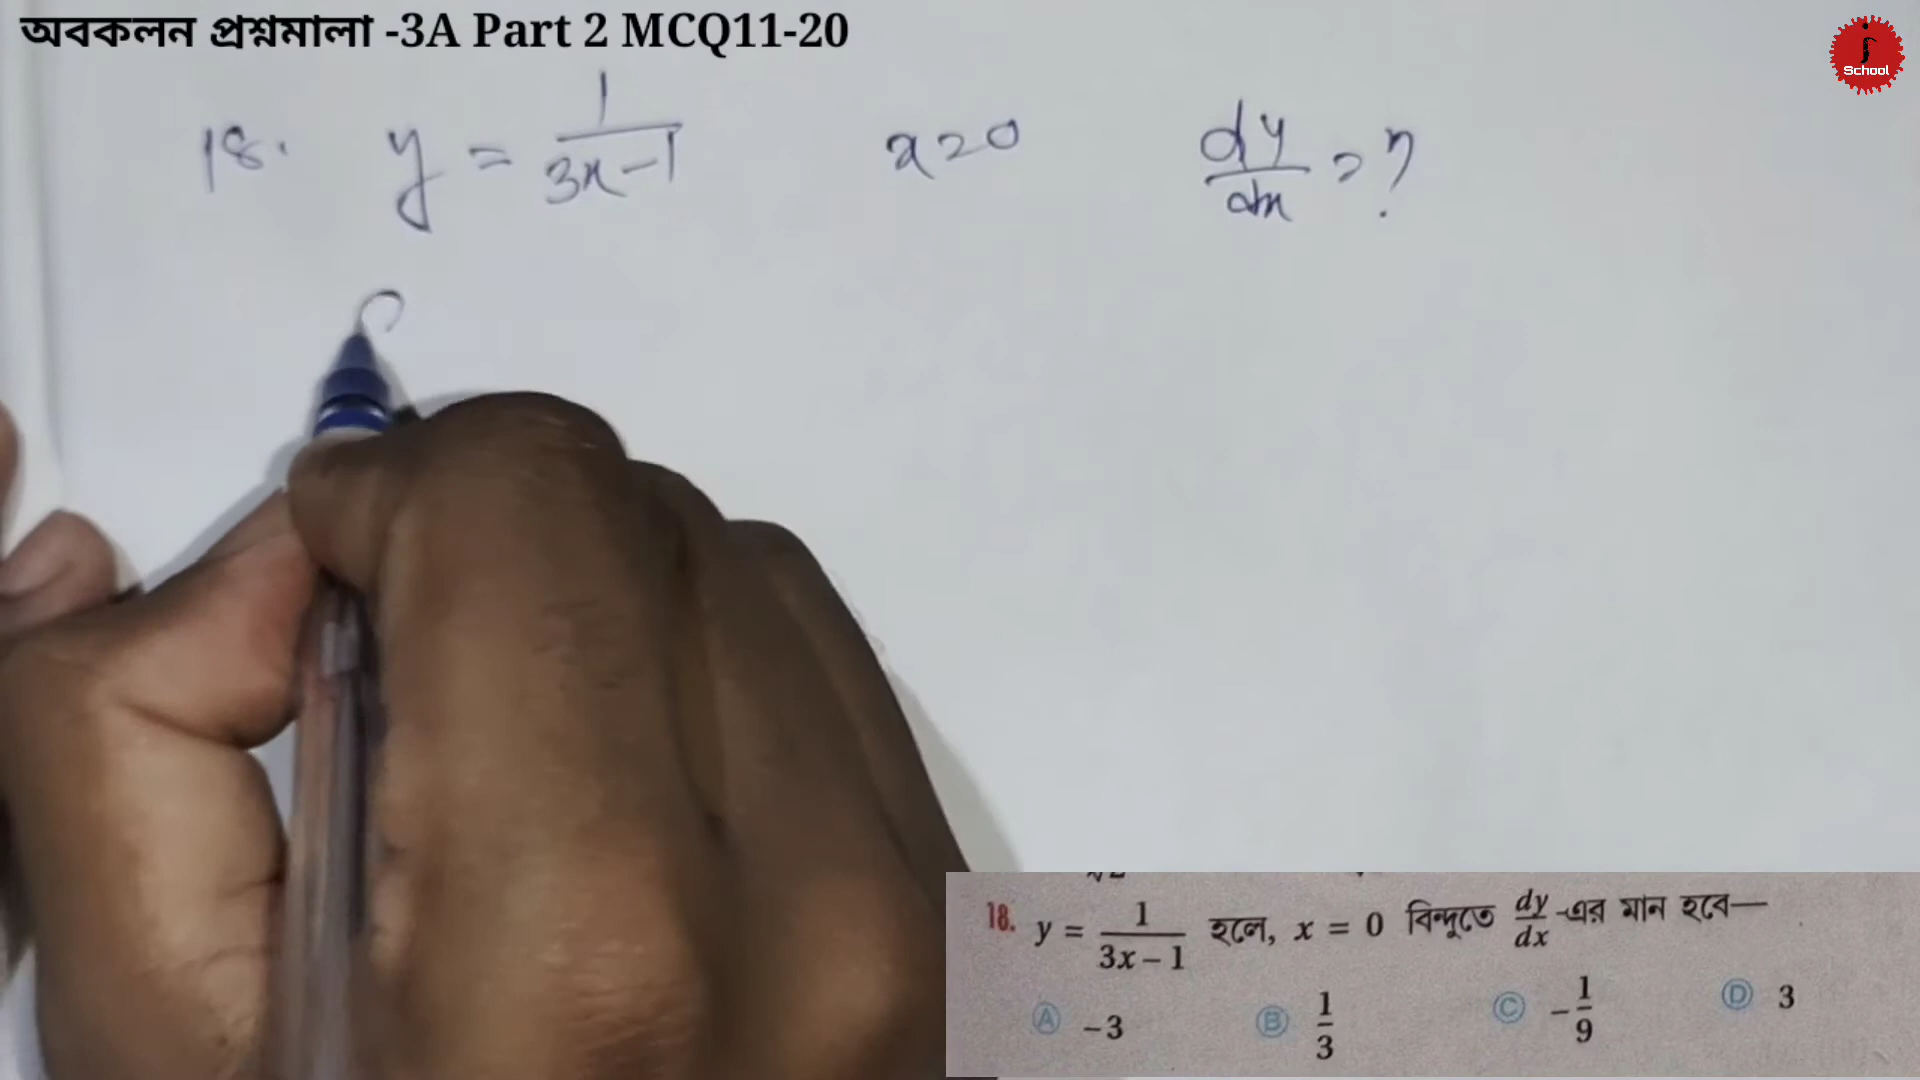 অবকলন প্রশ্নমালা -3A Part 2 MCQ11-20
School
18. y = 1/(3x-1) x=0 dy/dx = ?
18. y = 1/(3x – 1) হলে, x = 0 বিন্দুতে dy/dx -এর মান হবে—
Ⓐ –3 Ⓑ 1/3 Ⓒ –1/9 Ⓓ 3